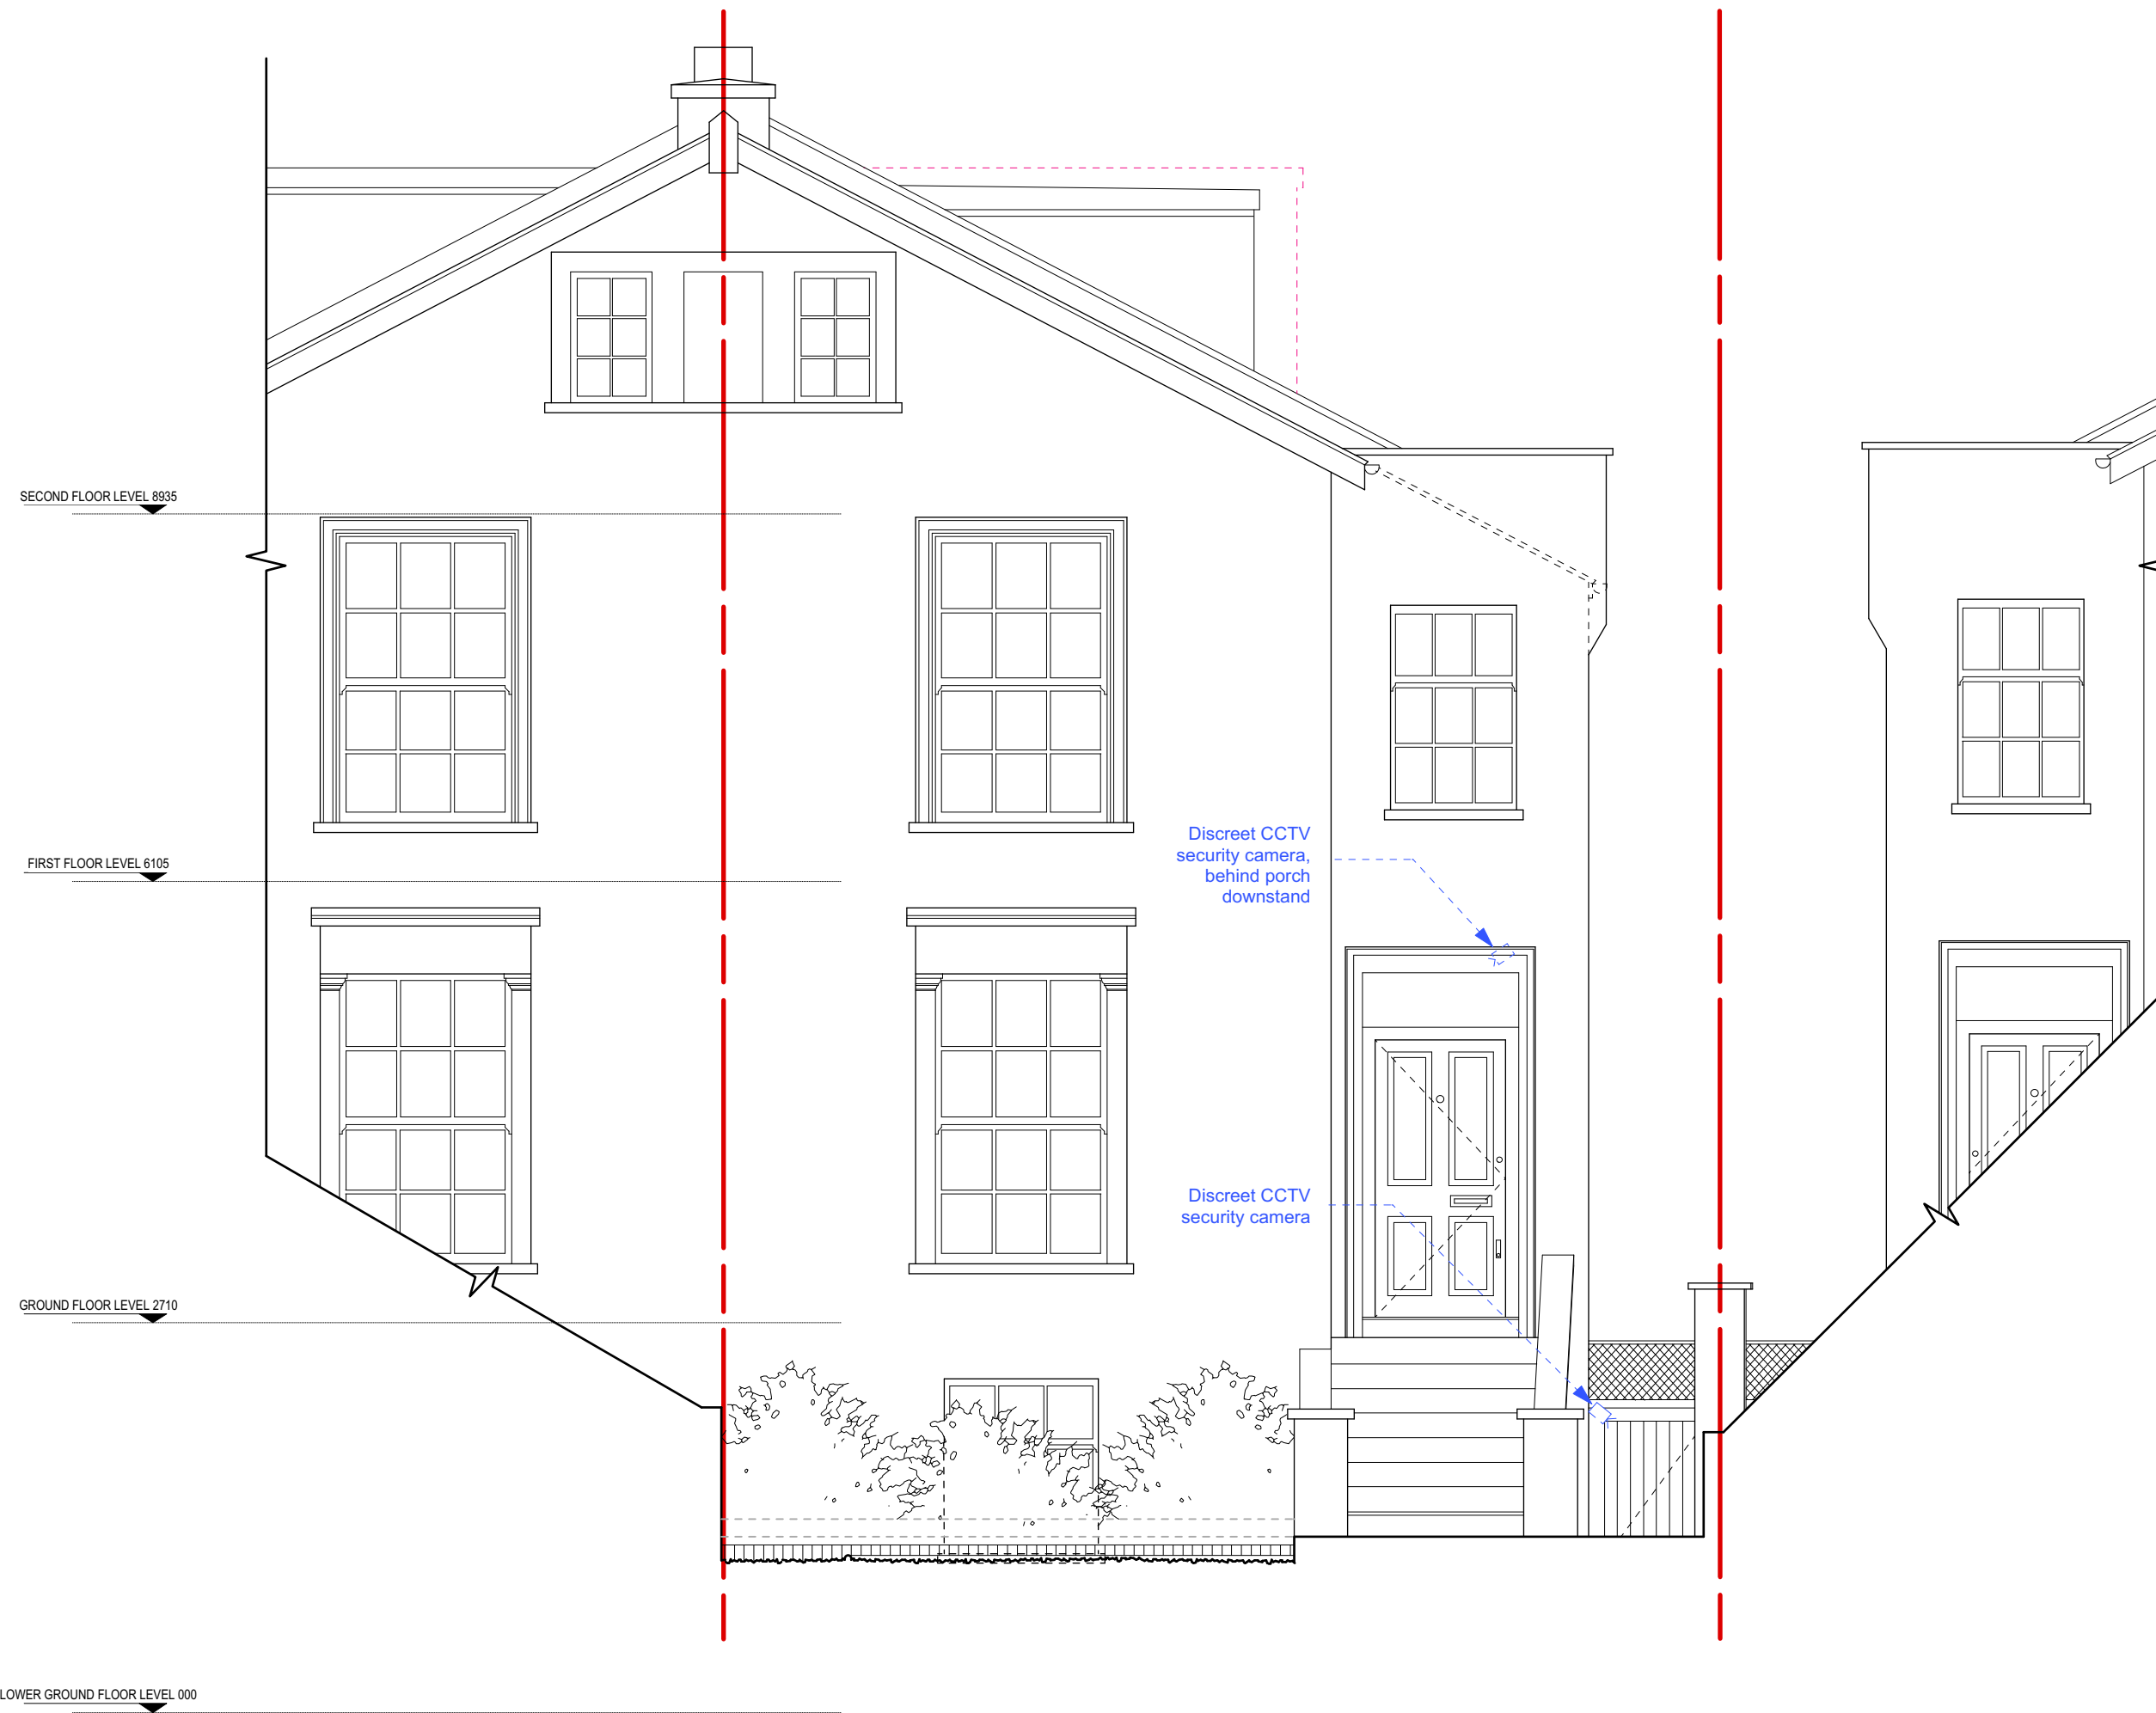 SECOND FLOOR LEVEL 8935
Discreet CCTV
security camera,
behind porch
downstand
FIRST FLOOR LEVEL 6105
Discreet CCTV
security camera
GROUND FLOOR LEVEL 2710
LOWER GROUND FLOOR LEVEL 000